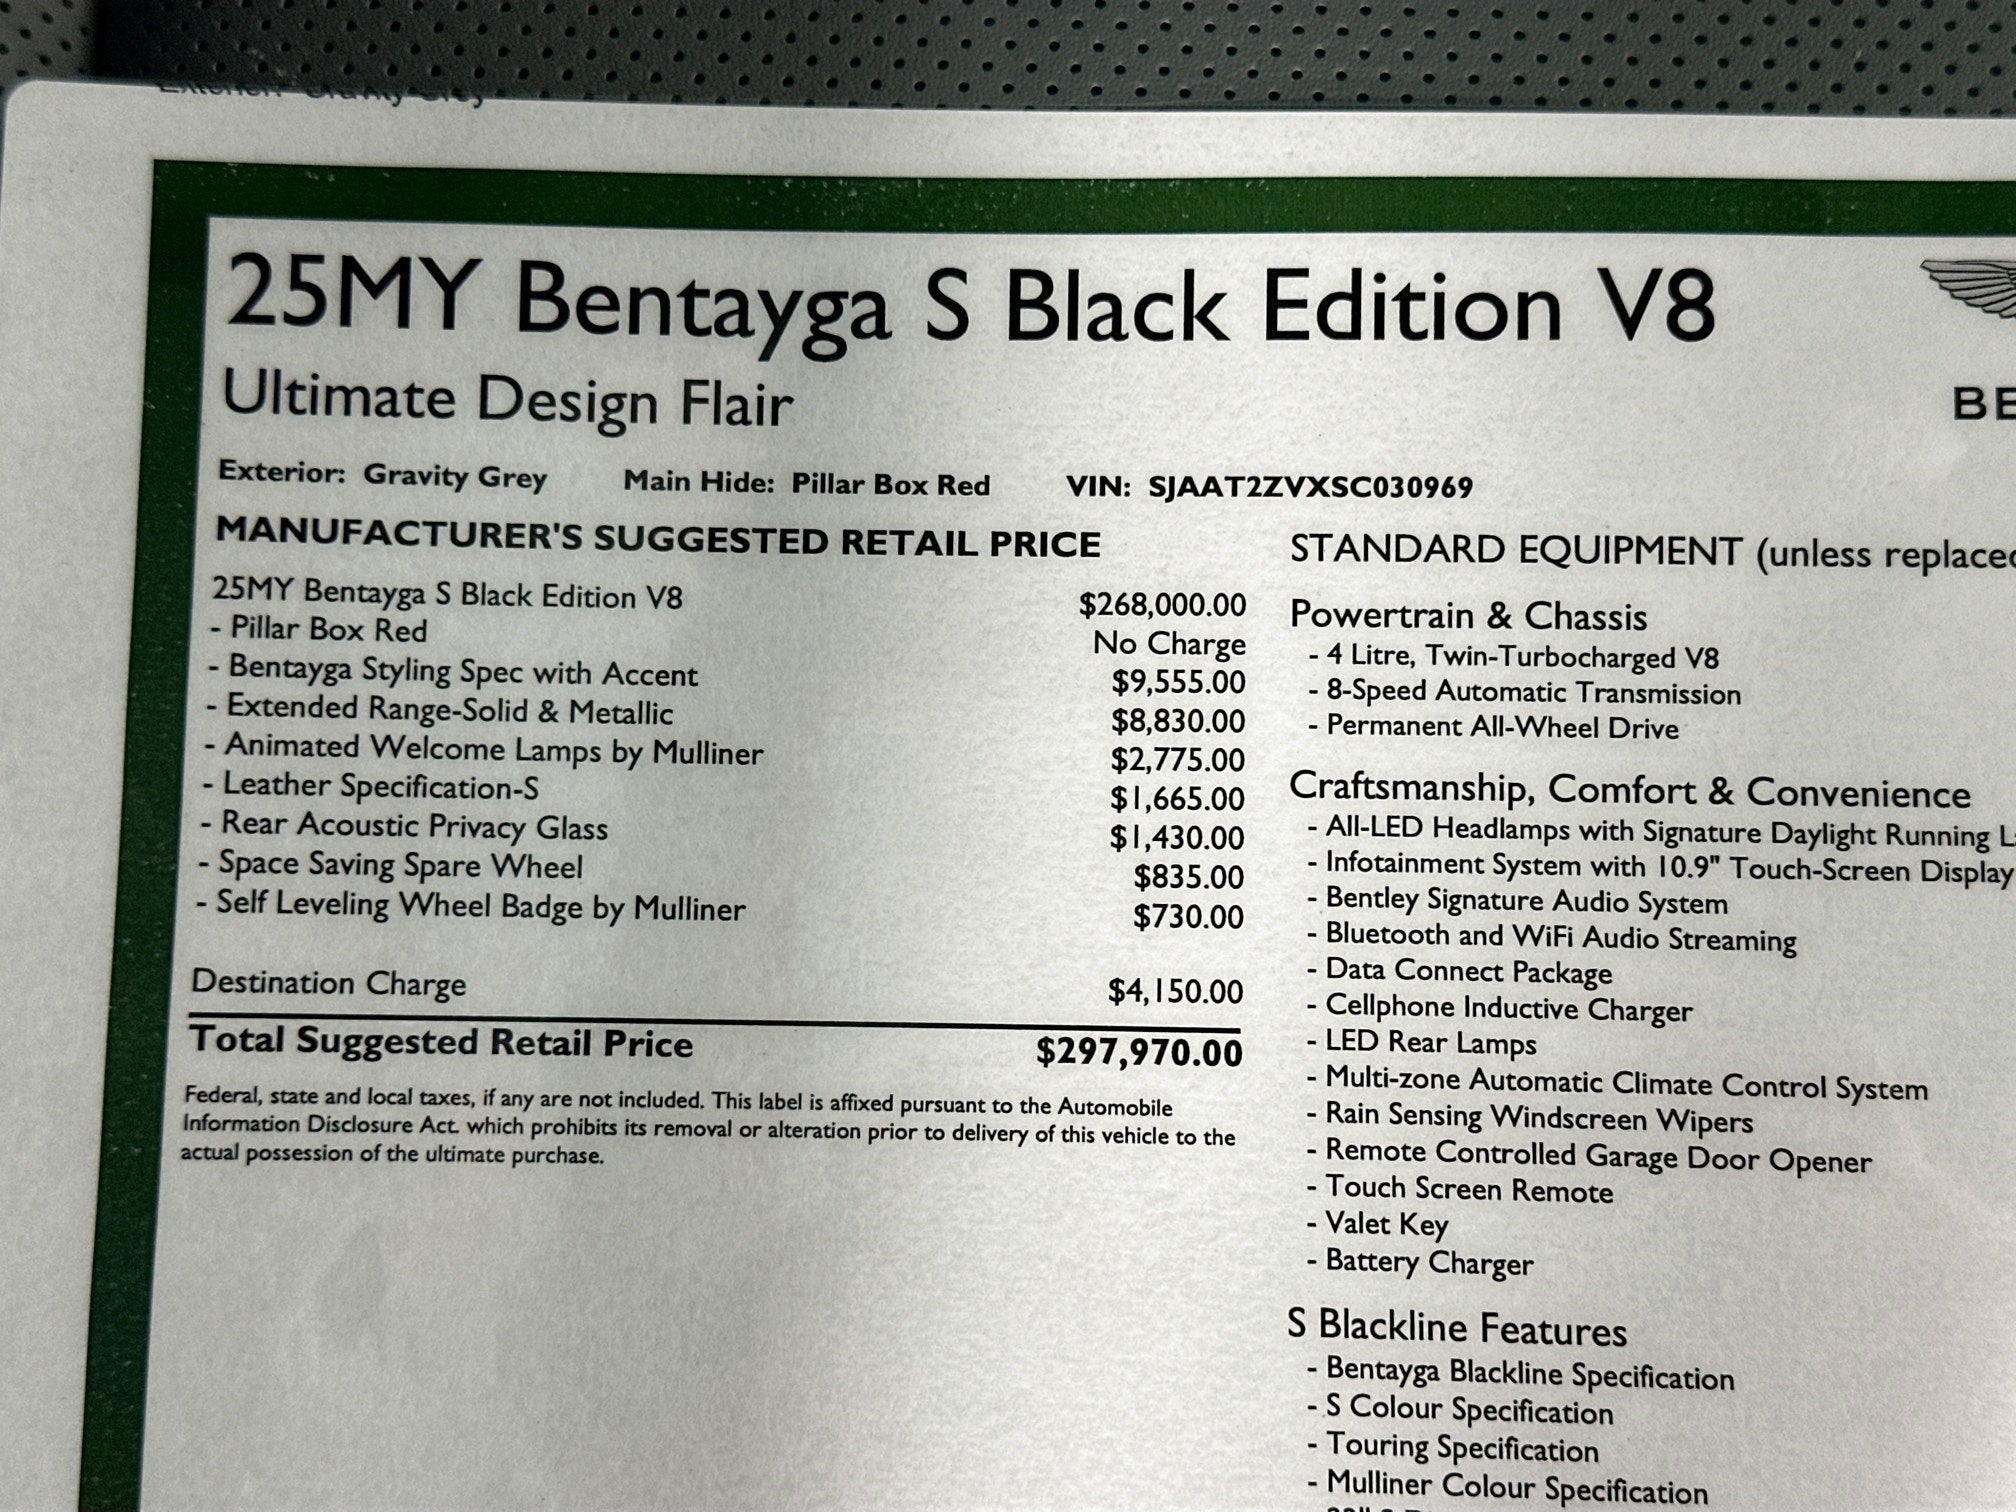 Exterior: Gravity Grey
25MY Bentayga S Black Edition V8
Ultimate Design Flair
BE
Exterior: Gravity Grey Main Hide: Pillar Box Red VIN: SJAAT2ZVXSC030969
MANUFACTURER'S SUGGESTED RETAIL PRICE
25MY Bentayga S Black Edition V8 $268,000.00
- Pillar Box Red No Charge
- Bentayga Styling Spec with Accent $9,555.00
- Extended Range-Solid & Metallic $8,830.00
- Animated Welcome Lamps by Mulliner $2,775.00
- Leather Specification-S $1,665.00
- Rear Acoustic Privacy Glass $1,430.00
- Space Saving Spare Wheel $835.00
- Self Leveling Wheel Badge by Mulliner $730.00
Destination Charge $4,150.00
Total Suggested Retail Price $297,970.00
Federal, state and local taxes, if any are not included. This label is affixed pursuant to the Automobile
Information Disclosure Act. which prohibits its removal or alteration prior to delivery of this vehicle to the
actual possession of the ultimate purchase.
STANDARD EQUIPMENT (unless replaced
Powertrain & Chassis
- 4 Litre, Twin-Turbocharged V8
- 8-Speed Automatic Transmission
- Permanent All-Wheel Drive
Craftsmanship, Comfort & Convenience
- All-LED Headlamps with Signature Daylight Running L
- Infotainment System with 10.9" Touch-Screen Display
- Bentley Signature Audio System
- Bluetooth and WiFi Audio Streaming
- Data Connect Package
- Cellphone Inductive Charger
- LED Rear Lamps
- Multi-zone Automatic Climate Control System
- Rain Sensing Windscreen Wipers
- Remote Controlled Garage Door Opener
- Touch Screen Remote
- Valet Key
- Battery Charger
S Blackline Features
- Bentayga Blackline Specification
- S Colour Specification
- Touring Specification
- Mulliner Colour Specification